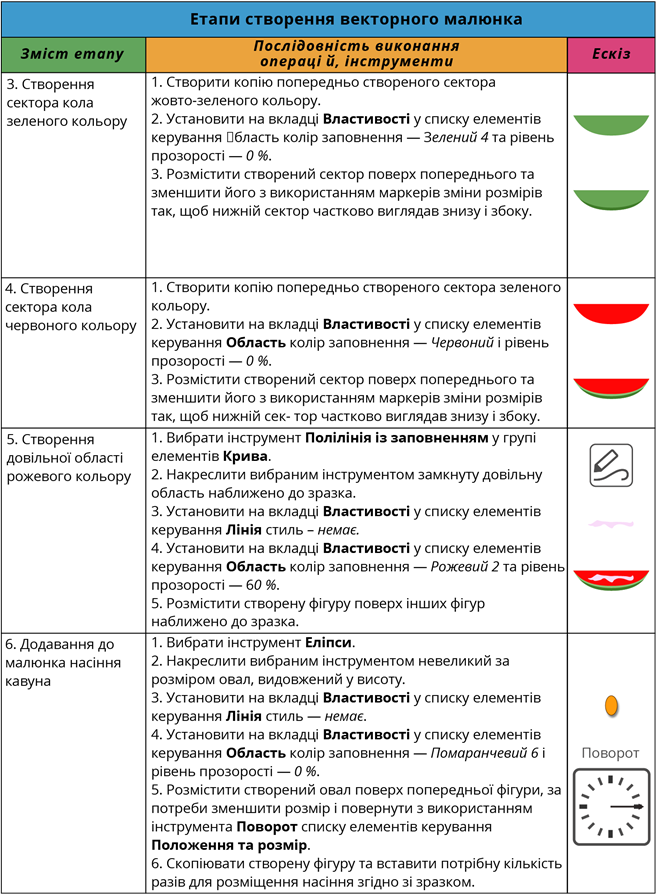 Етапи створення векторного малюнка
Зміст етапу
Послідовність виконання
операці й, інструменти
Ескіз
3. Створення
сектора кола
зеленого кольору
1. Створити копію попередньо створеного сектора
жовто-зеленого кольору.
2. Установити на вкладці Властивості у списку елементів
керування бласть колір заповнення — Зелений 4 та рівень
прозорості — 0 %.
3. Розмістити створений сектор поверх попереднього та
зменшити його з використанням маркерів зміни розмірів
так, щоб нижній сектор частково виглядав знизу і збоку.
4. Створення
сектора кола
червоного кольору
1. Створити копію попередньо створеного сектора зеленого
кольору.
2. Установити на вкладці Властивості у списку елементів
керування Область колір заповнення — Червоний і рівень
прозорості — 0 %.
3. Розмістити створений сектор поверх попереднього та
зменшити його з використанням маркерів зміни розмірів
так, щоб нижній сек- тор частково виглядав знизу і збоку.
5. Створення
довільної області
рожевого кольору
1. Вибрати інструмент Полілінія із заповненням у групі
елементів Крива.
2. Накреслити вибраним інструментом замкнуту довільну
область наближено до зразка.
3. Установити на вкладці Властивості у списку елементів
керування Лінія стиль – немає.
4. Установити на вкладці Властивості у списку елементів
керування Область колір заповнення — Рожевий 2 та рівень
прозорості — 60 %.
5. Розмістити створену фігуру поверх інших фігур
наближено до зразка.
6. Додавання до
малюнка насіння
кавуна
1. Вибрати інструмент Еліпси.
2. Накреслити вибраним інструментом невеликий за
розміром овал, видовжений у висоту.
3. Установити на вкладці Властивості у списку елементів
керування Лінія стиль — немає.
4. Установити на вкладці Властивості у списку елементів
керування Область колір заповнення — Помаранчевий 6 і
рівень прозорості — 0 %.
5. Розмістити створений овал поверх попередньої фігури, за
потреби зменшити розмір і повернути з використанням
інструмента Поворот списку елементів керування
Положення та розмір.
6. Скопіювати створену фігуру та вставити потрібну кількість
разів для розміщення насіння згідно зі зразком.
Поворот